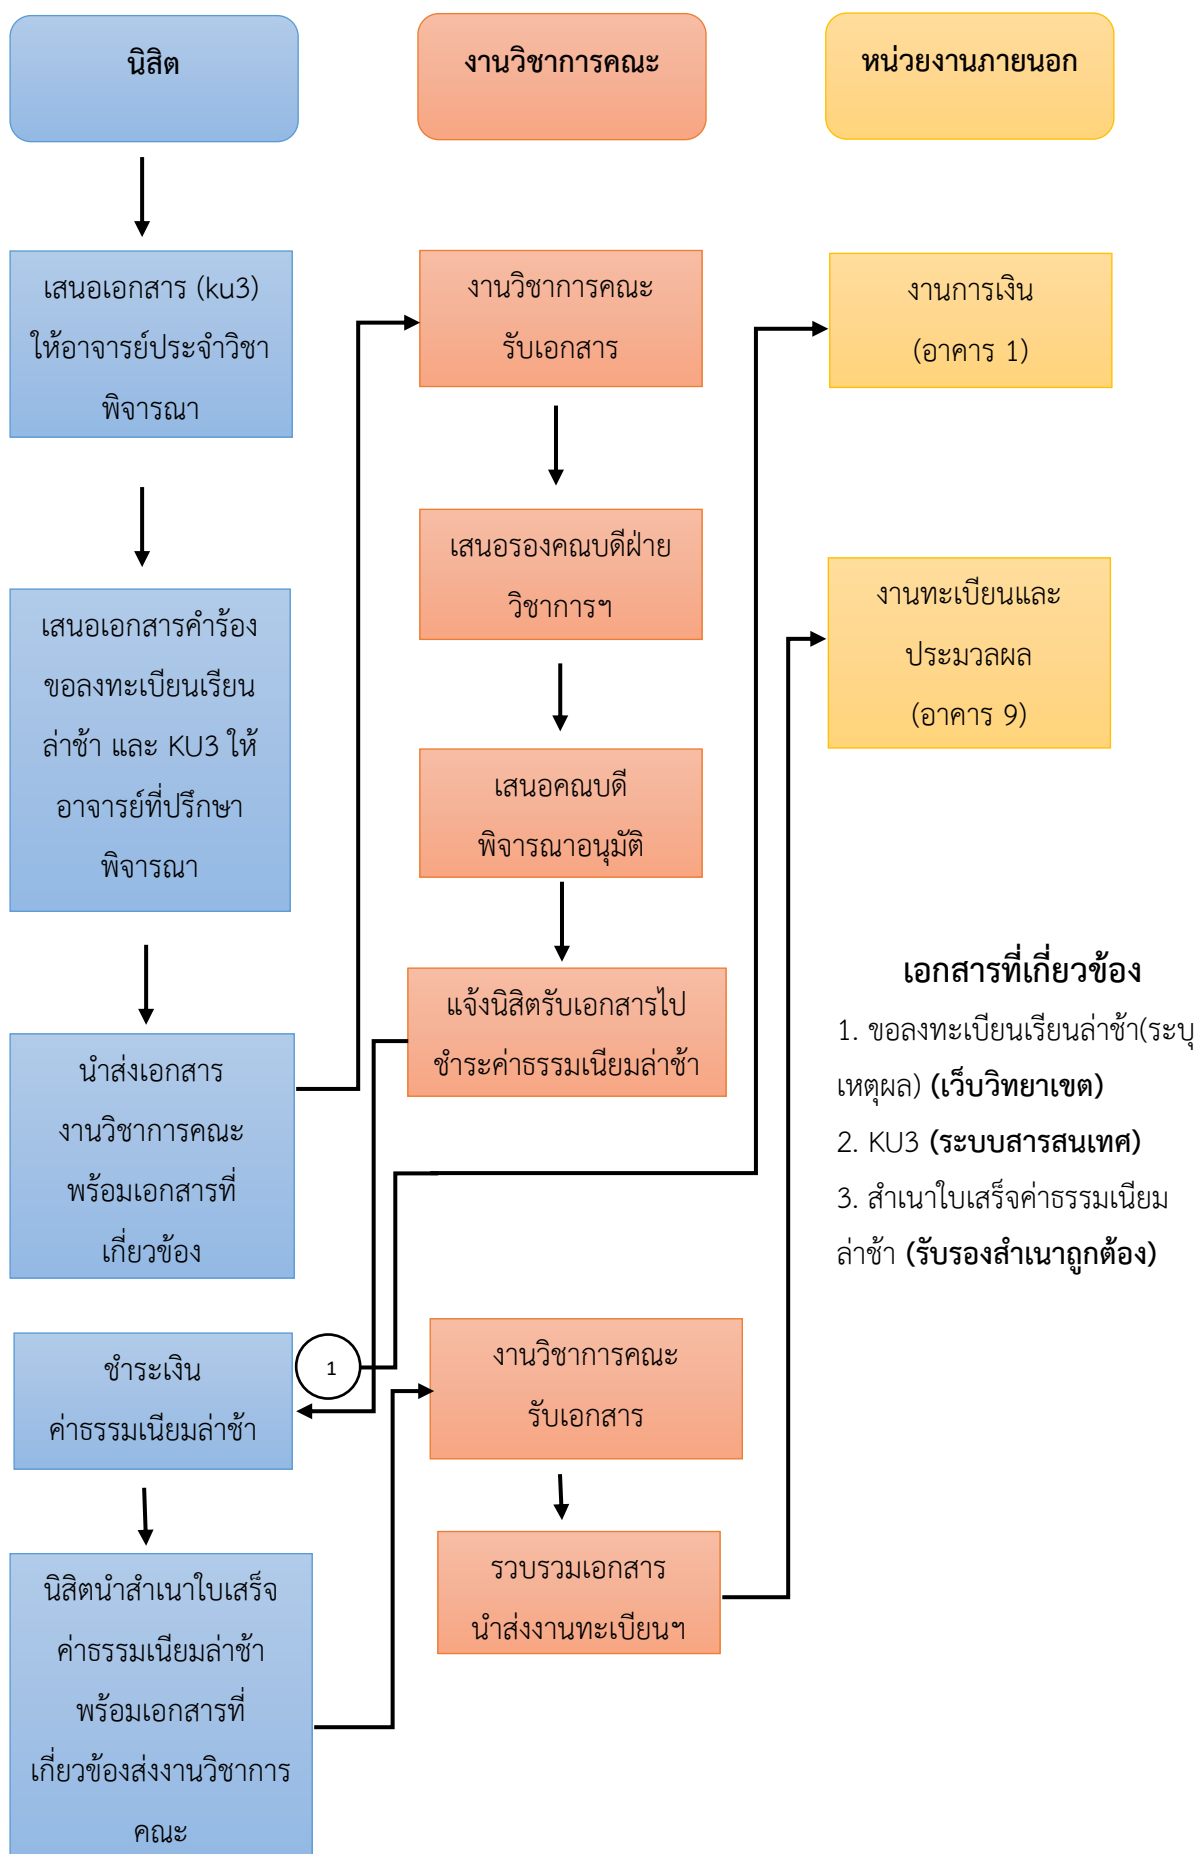 นิสิต
งานวิชาการคณะ
หน่วยงานภายนอก
เสนอเอกสาร (ku3)
ให้อาจารย์ประจำวิชา
พิจารณา
เสนอเอกสารคำร้อง
ขอลงทะเบียนเรียน
ล่าช้า และ KU3 ให้
อาจารย์ที่ปรึกษา
พิจารณา
นำส่งเอกสาร
งานวิชาการคณะ
พร้อมเอกสารที่
เกี่ยวข้อง
ชำระเงิน
ค่าธรรมเนียมล่าช้า
1
นิสิตนำสำเนาใบเสร็จ
ค่าธรรมเนียมล่าช้า
พร้อมเอกสารที่
เกี่ยวข้องส่งงานวิชาการ
คณะ
งานวิชาการคณะ
รับเอกสาร
เสนอรองคณบดีฝ่าย
วิชาการฯ
เสนอคณบดี
พิจารณาอนุมัติ
แจ้งนิสิตรับเอกสารไป
ชำระค่าธรรมเนียมล่าช้า
งานวิชาการคณะ
รับเอกสาร
รวบรวมเอกสาร
นำส่งงานทะเบียนฯ
งานการเงิน
(อาคาร 1)
งานทะเบียนและ
ประมวลผล
(อาคาร 9)
เอกสารที่เกี่ยวข้อง
1. ขอลงทะเบียนเรียนล่าช้า(ระบุ
เหตุผล) (เว็บวิทยาเขต)
2. KU3 (ระบบสารสนเทศ)
3. สำเนาใบเสร็จค่าธรรมเนียม
ล่าช้า (รับรองสำเนาถูกต้อง)